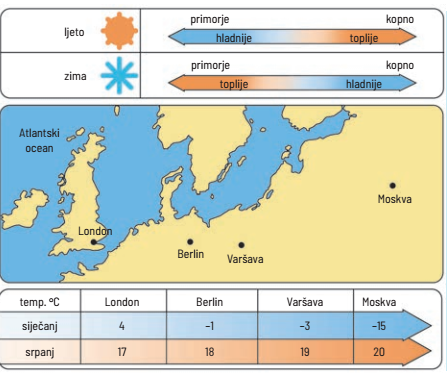 ljeto
primorje kopno
hladnije toplije
zima
primorje kopno
toplije hladnije
Atlantski
ocean
London
Berlin
Varšava
Moskva
temp. °C London Berlin Varšava Moskva
siječanj 4 -1 -3 -15
srpanj 17 18 19 20